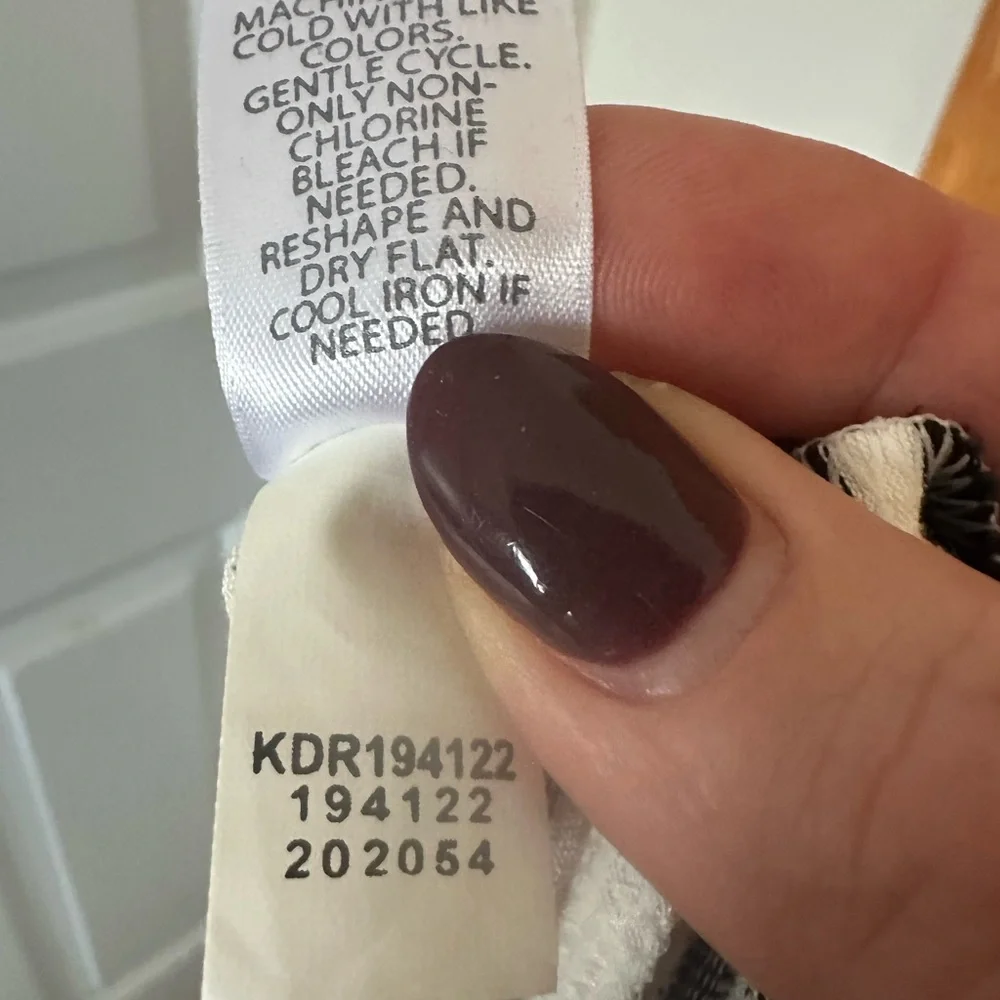 COLD WITH LIKE
COLORS.
GENTLE CYCLE.
ONLY NON-
CHLORINE
BLEACH IF
NEEDED.
RESHAPE AND
DRY FLAT.
COOL IRON IF
NEEDED
KDR194122
194122
202054